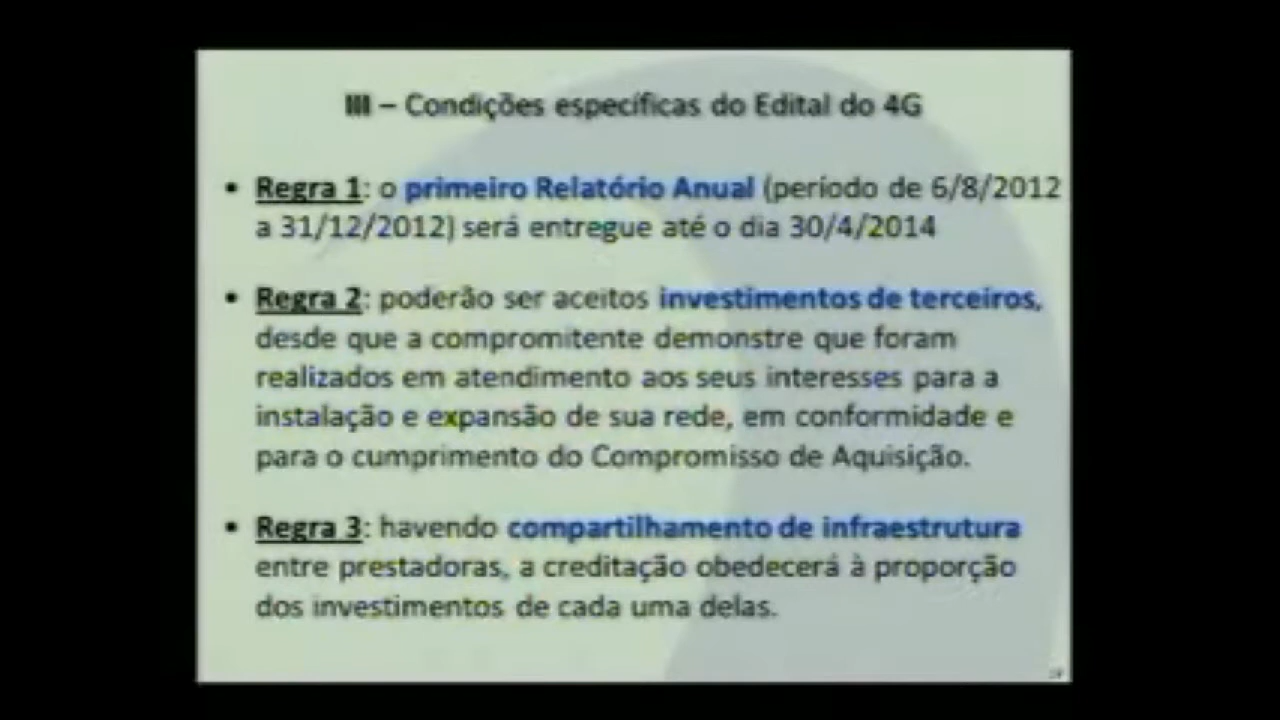 III – Condições específicas do Edital do 4G
• Regra 1: o primeiro Relatório Anual (período de 6/8/2012
a 31/12/2012) será entregue até o dia 30/4/2014
• Regra 2: poderão ser aceitos investimentos de terceiros,
desde que a compromitente demonstre que foram
realizados em atendimento aos seus interesses para a
instalação e expansão de sua rede, em conformidade e
para o cumprimento do Compromisso de Aquisição.
• Regra 3: havendo compartilhamento de infraestrutura
entre prestadoras, a creditação obedecerá à proporção
dos investimentos de cada uma delas.